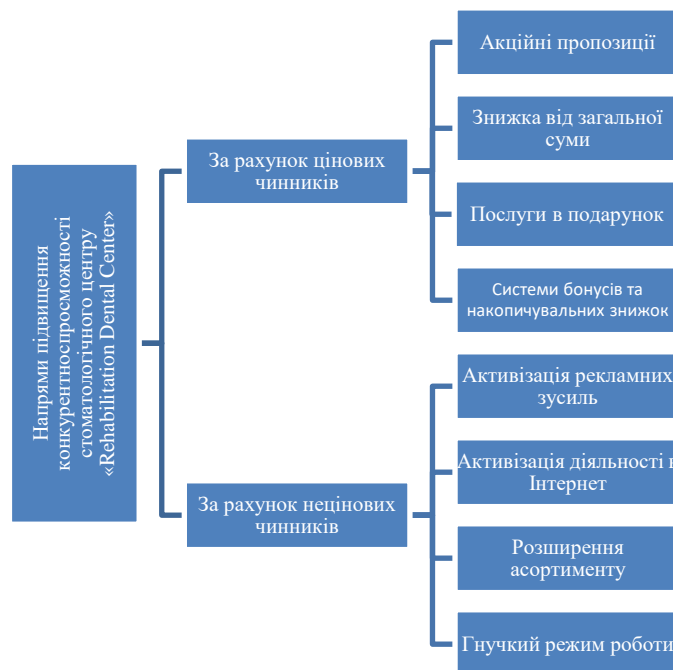 Напрями підвищення
конкурентноспросможності
стоматологічного центру
«Rehabilitation Dental Center»
За рахунок цінових
чинників
Акційні пропозиції
Знижка від загальної
суми
Послуги в подарунок
Системи бонусів та
накопичувальних знижок
За рахунок нецінових
чинників
Активізація рекламних
зусиль
Активізація діяльності в
Інтернет
Розширення
асортименту
Гнучкий режим роботи